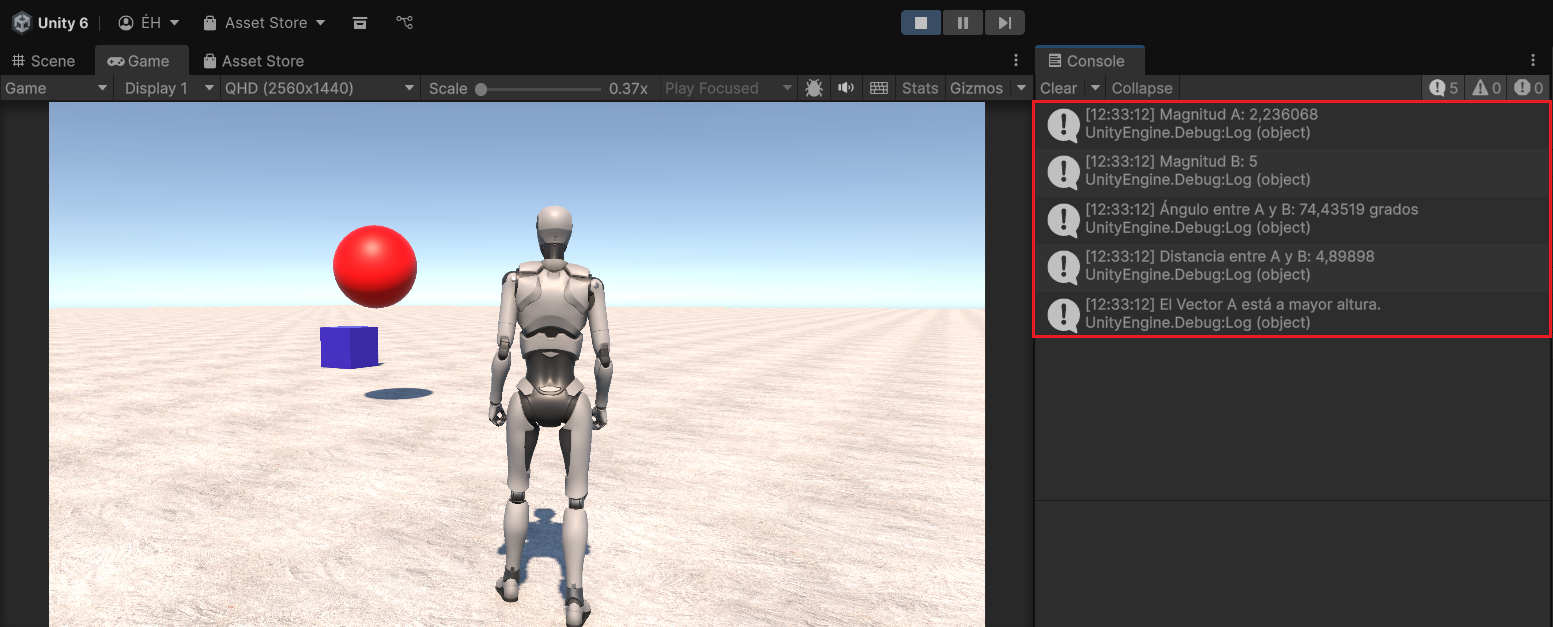 Unity 6 ÉH Asset Store
Scene Game Asset Store
Game Display 1 QHD (2560x1440) Scale 0.37x Play Focused Stats Gizmos
Console
Clear Collapse 5 0 0
[12:33:12] Magnitud A: 2,236068
UnityEngine.Debug:Log (object)
[12:33:12] Magnitud B: 5
UnityEngine.Debug:Log (object)
[12:33:12] Ángulo entre A y B: 74,43519 grados
UnityEngine.Debug:Log (object)
[12:33:12] Distancia entre A y B: 4,89898
UnityEngine.Debug:Log (object)
[12:33:12] El Vector A está a mayor altura.
UnityEngine.Debug:Log (object)